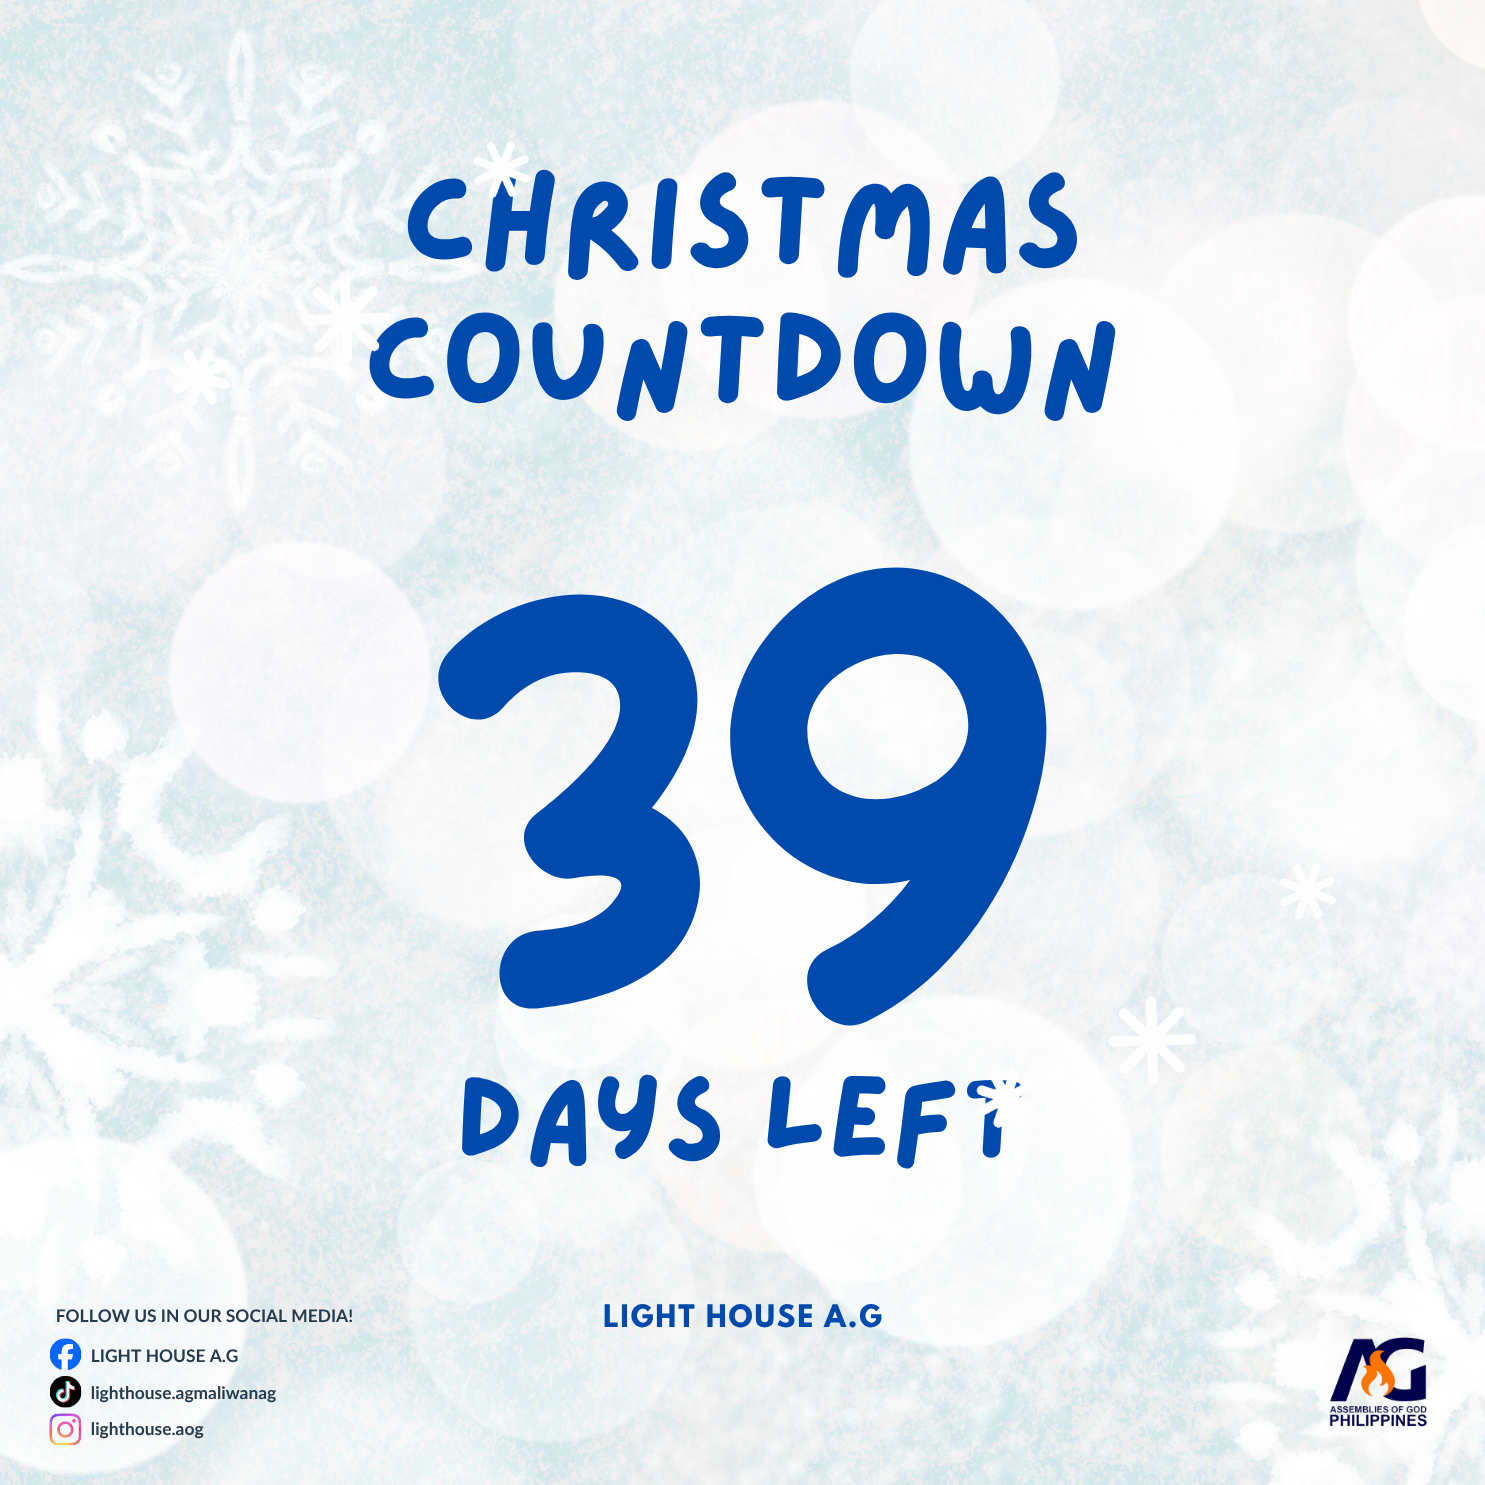 CHRISTMAS
COUNTDOWN
39
DAYS LEFT
LIGHT HOUSE A.G
FOLLOW US IN OUR SOCIAL MEDIA!
LIGHT HOUSE A.G
lighthouse.agmaliwanag
lighthouse.aog
AG
ASSEMBLIES OF GOD
PHILIPPINES